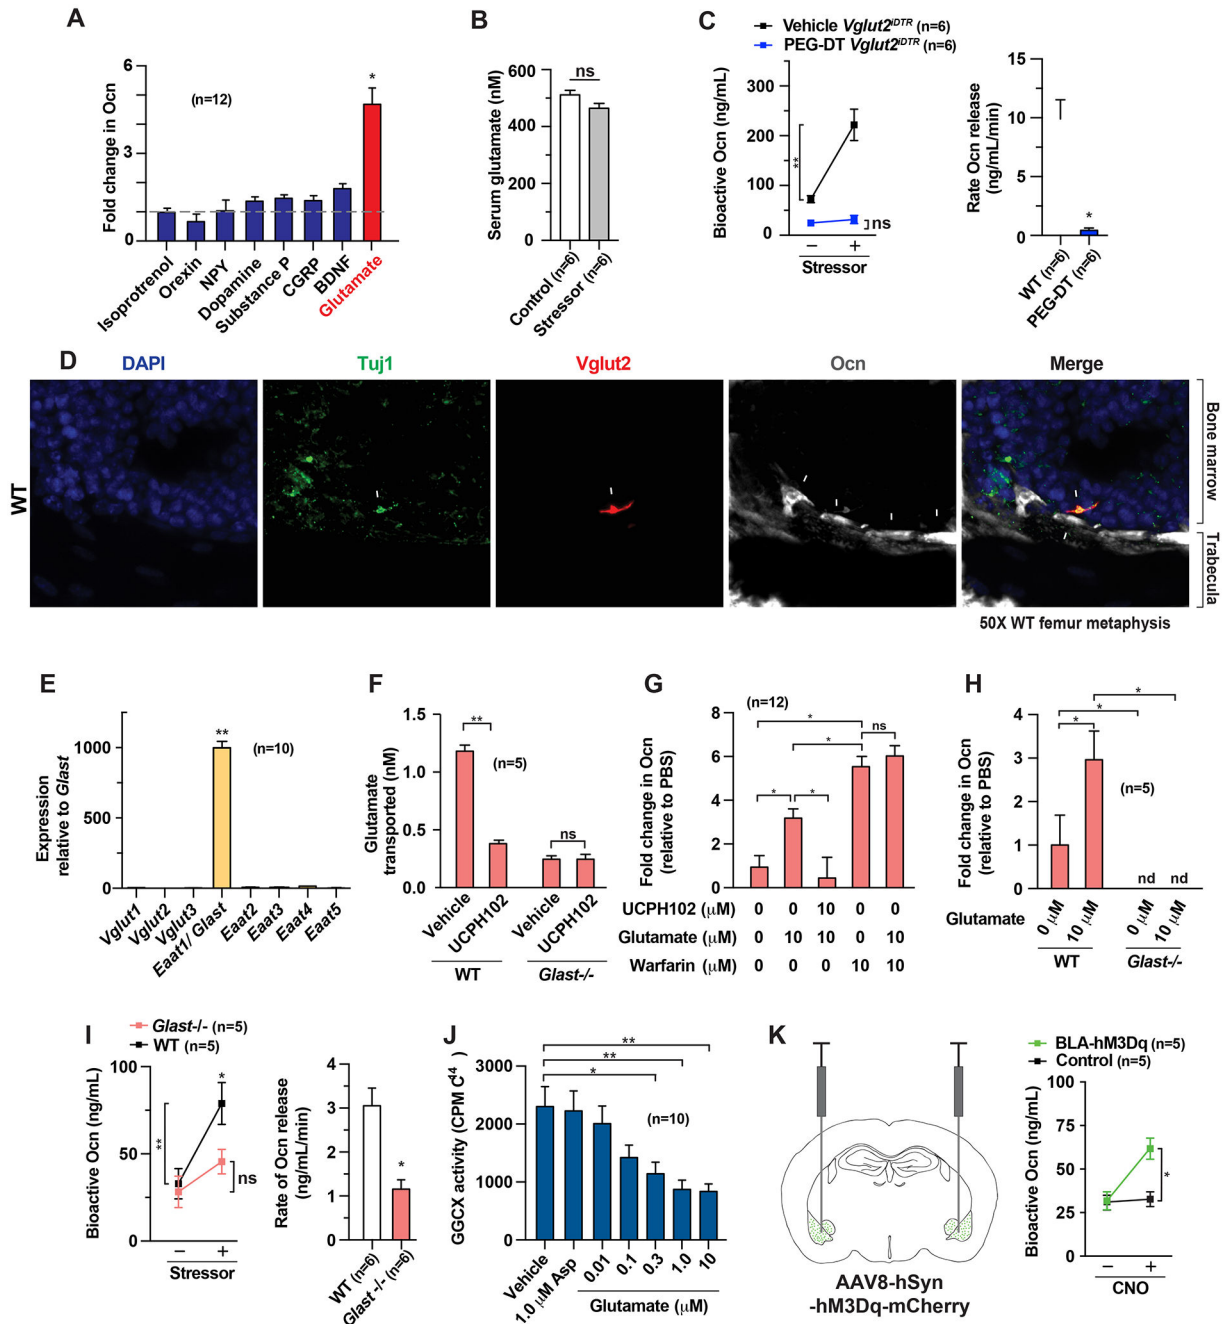 A
Fold change in Ocn
6
3
0
(n=12)
*
Isoprotrenol
Orexin
NPY
Dopamine
Substance P
CGRP
BDNF
Glutamate
B
Serum glutamate (nM)
600
400
200
0
ns
Control (n=6)
Stressor (n=6)
C
Vehicle Vglut2iDTR (n=6)
PEG-DT Vglut2iDTR (n=6)
Bioactive Ocn (ng/mL)
300
200
100
0
**
ns
− +
Stressor
Rate Ocn release
(ng/mL/min)
15
10
5
0
*
WT (n=6)
PEG-DT (n=6)
D
DAPI
Tuj1
Vglut2
Ocn
Merge
WT
Bone marrow
Trabecula
50X WT femur metaphysis
E
Expression
relative to Glast
1000
500
0
**
(n=10)
Vglut1
Vglut2
Vglut3
Eaat1/ Glast
Eaat2
Eaat3
Eaat4
Eaat5
F
Glutamate
transported (nM)
1.5
1.0
0.5
0.0
**
(n=5)
ns
Vehicle
UCPH102
Vehicle
UCPH102
WT
Glast-/-
G
(n=12)
Fold change in Ocn
(relative to PBS)
8
6
4
2
0
*
ns
*
*
*
UCPH102 (µM) 0 0 10 0 0
Glutamate (µM) 0 10 10 0 10
Warfarin (µM) 0 0 0 10 10
H
Fold change in Ocn
(relative to PBS)
4
3
2
1
0
*
*
*
(n=5)
nd nd
Glutamate
0 µM
10 µM
0 µM
10 µM
WT
Glast-/-
I
Glast-/- (n=5)
WT (n=5)
Bioactive Ocn (ng/mL)
100
50
0
**
*
ns
− +
Stressor
Rate of Ocn release
(ng/mL/min)
4
3
2
1
0
*
WT (n=6)
Glast -/- (n=6)
J
GGCX activity (CPM C44 )
3000
2000
1000
0
**
**
*
(n=10)
Vehicle
1.0 µM Asp
0.01
0.1
0.3
1.0
10
Glutamate (µM)
K
AAV8-hSyn
-hM3Dq-mCherry
BLA-hM3Dq (n=5)
Control (n=5)
Bioactive Ocn (ng/mL)
100
75
50
25
0
*
− +
CNO